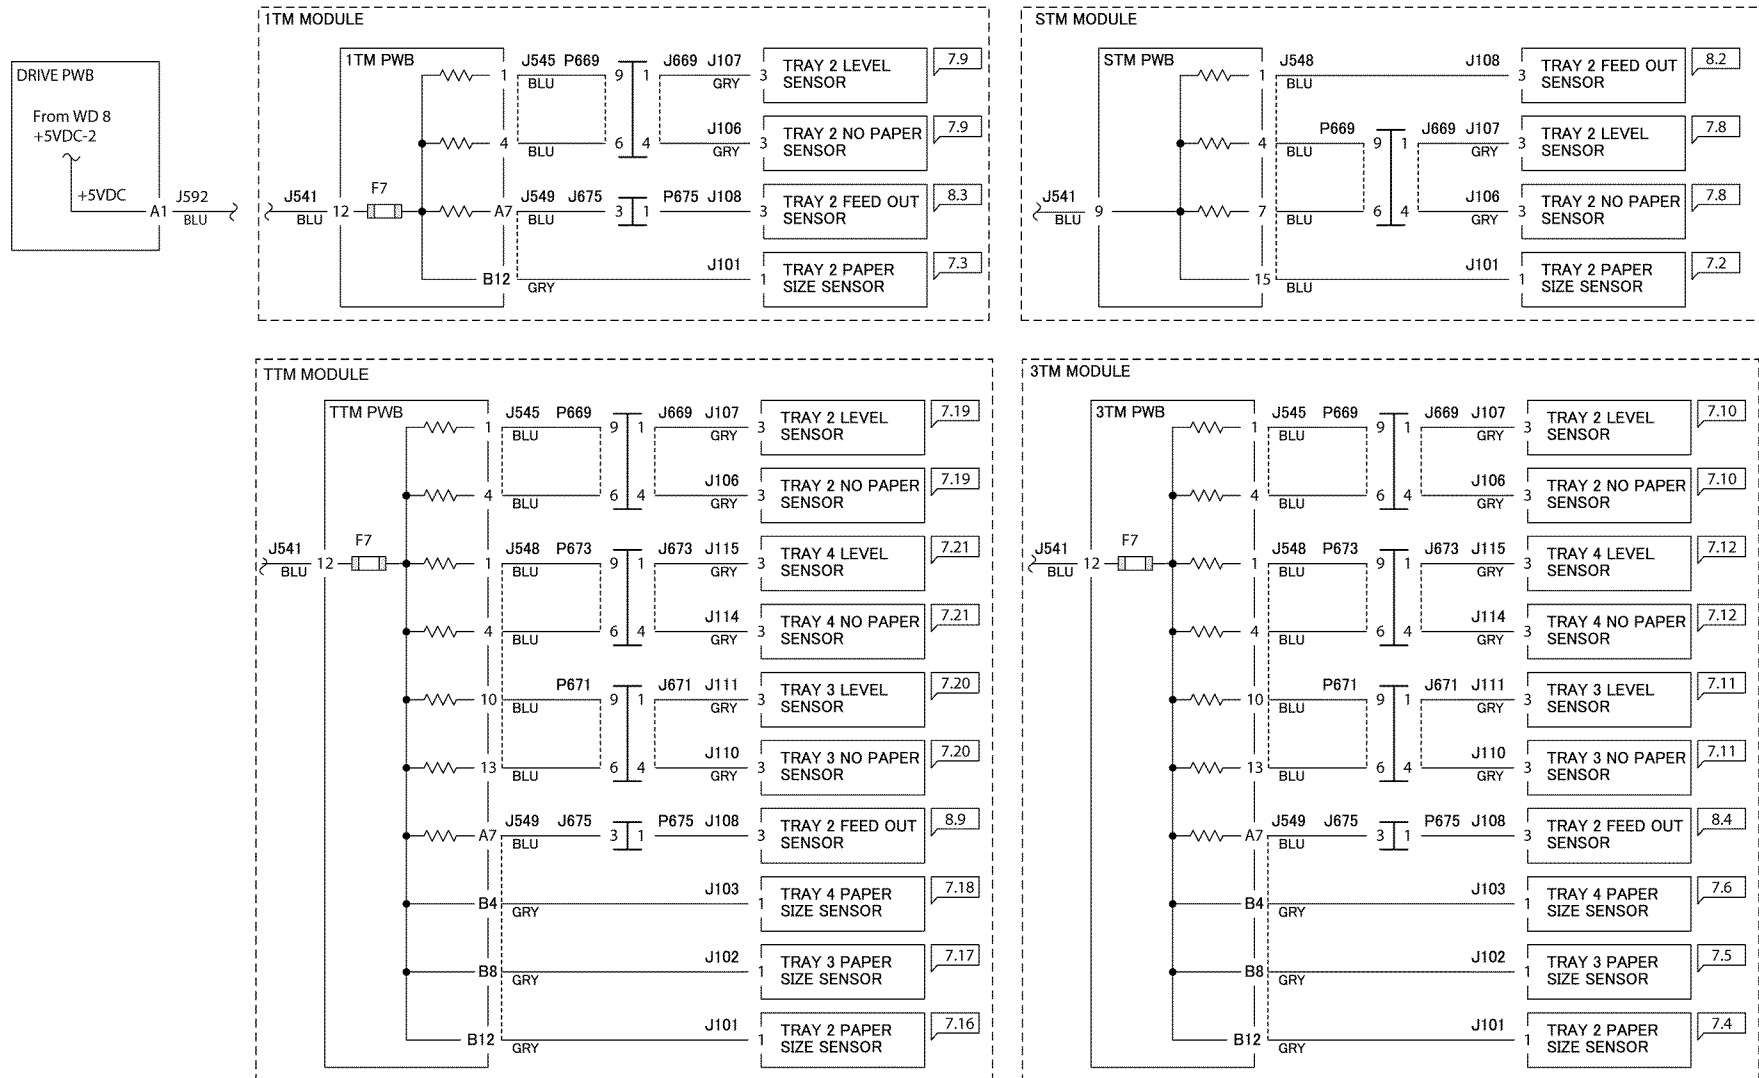 DRIVE PWB
From WD 8
+5VDC-2
+5VDC
A1 J592
BLU
1TM MODULE
1TM PWB
J541
BLU
12
F7
1 J545 P669 9 1 J669 J107 3 TRAY 2 LEVEL SENSOR 7.9
BLU GRY
4 BLU 6 4 J106 GRY 3 TRAY 2 NO PAPER SENSOR 7.9
A7 J549 J675 3 1 P675 J108 3 TRAY 2 FEED OUT SENSOR 8.3
BLU
B12 GRY J101 1 TRAY 2 PAPER SIZE SENSOR 7.3
STM MODULE
STM PWB
J541
BLU
9
1 J548 BLU J108 3 TRAY 2 FEED OUT SENSOR 8.2
4 BLU P669 9 1 J669 J107 GRY 3 TRAY 2 LEVEL SENSOR 7.8
7 BLU 6 4 J106 GRY 3 TRAY 2 NO PAPER SENSOR 7.8
15 BLU J101 1 TRAY 2 PAPER SIZE SENSOR 7.2
TTM MODULE
TTM PWB
J541
BLU
12
F7
1 J545 P669 9 1 J669 J107 3 TRAY 2 LEVEL SENSOR 7.19
BLU GRY
4 BLU 6 4 J106 GRY 3 TRAY 2 NO PAPER SENSOR 7.19
1 J548 P673 9 1 J673 J115 3 TRAY 4 LEVEL SENSOR 7.21
BLU GRY
4 BLU 6 4 J114 GRY 3 TRAY 4 NO PAPER SENSOR 7.21
10 BLU P671 9 1 J671 J111 GRY 3 TRAY 3 LEVEL SENSOR 7.20
13 BLU 6 4 J110 GRY 3 TRAY 3 NO PAPER SENSOR 7.20
A7 J549 J675 3 1 P675 J108 3 TRAY 2 FEED OUT SENSOR 8.9
BLU
B4 GRY J103 1 TRAY 4 PAPER SIZE SENSOR 7.18
B8 GRY J102 1 TRAY 3 PAPER SIZE SENSOR 7.17
B12 GRY J101 1 TRAY 2 PAPER SIZE SENSOR 7.16
3TM MODULE
3TM PWB
J541
BLU
12
F7
1 J545 P669 9 1 J669 J107 3 TRAY 2 LEVEL SENSOR 7.10
BLU GRY
4 BLU 6 4 J106 GRY 3 TRAY 2 NO PAPER SENSOR 7.10
1 J548 P673 9 1 J673 J115 3 TRAY 4 LEVEL SENSOR 7.12
BLU GRY
4 BLU 6 4 J114 GRY 3 TRAY 4 NO PAPER SENSOR 7.12
10 BLU P671 9 1 J671 J111 GRY 3 TRAY 3 LEVEL SENSOR 7.11
13 BLU 6 4 J110 GRY 3 TRAY 3 NO PAPER SENSOR 7.11
A7 J549 J675 3 1 P675 J108 3 TRAY 2 FEED OUT SENSOR 8.4
BLU
B4 GRY J103 1 TRAY 4 PAPER SIZE SENSOR 7.6
B8 GRY J102 1 TRAY 3 PAPER SIZE SENSOR 7.5
B12 GRY J101 1 TRAY 2 PAPER SIZE SENSOR 7.4